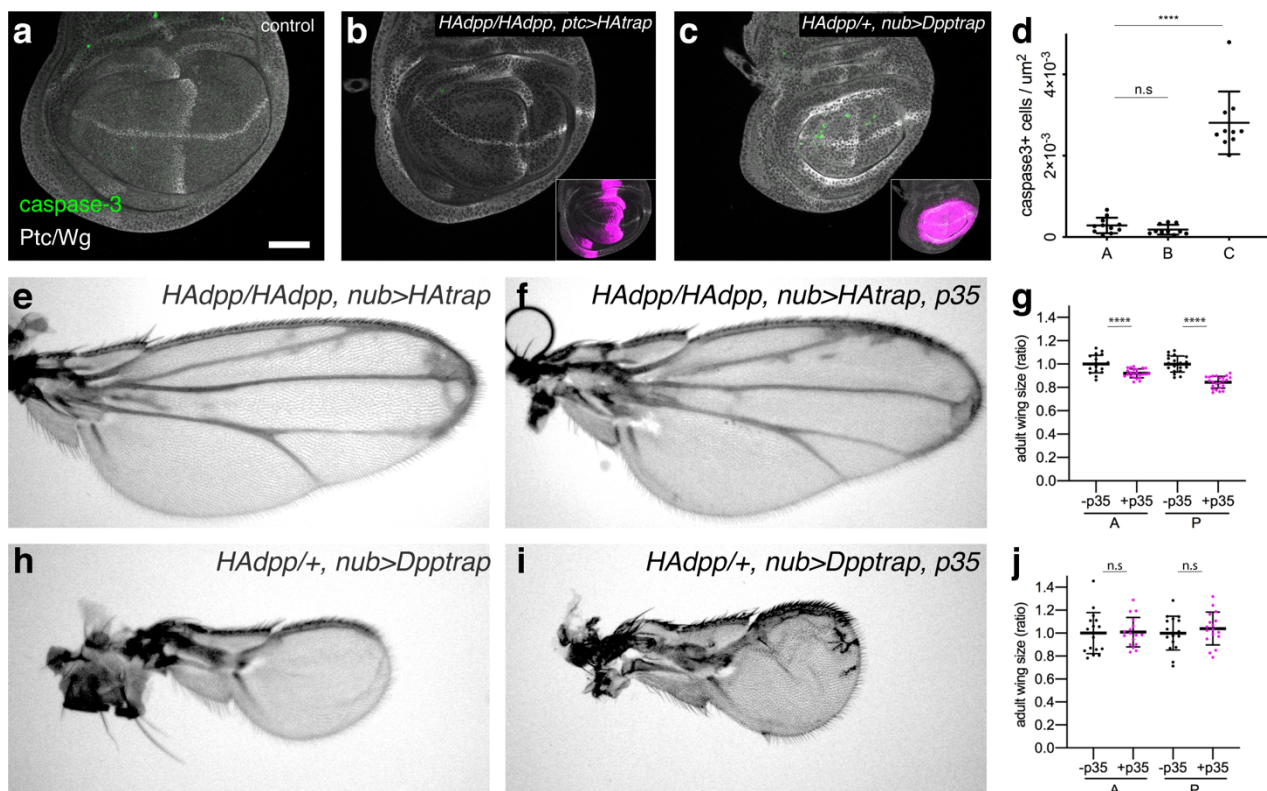 a
control
caspase-3
Ptc/Wg
b
HAdpp/HAdpp, ptc>HAtrap
c
HAdpp/+, nub>Dpptrap
d
****
n.s
caspase3+ cells / um2
4×10-3
2×10-3
0
A B C
e
HAdpp/HAdpp, nub>HAtrap
f
HAdpp/HAdpp, nub>HAtrap, p35
g
**** ****
adult wing size (ratio)
1.4
1.2
1.0
0.8
0.6
0.4
0.2
0.0
-p35 +p35 -p35 +p35
A P
h
HAdpp/+, nub>Dpptrap
i
HAdpp/+, nub>Dpptrap, p35
j
n.s n.s
adult wing size (ratio)
1.4
1.2
1.0
0.8
0.6
0.4
0.2
0.0
-p35 +p35 -p35 +p35
A P